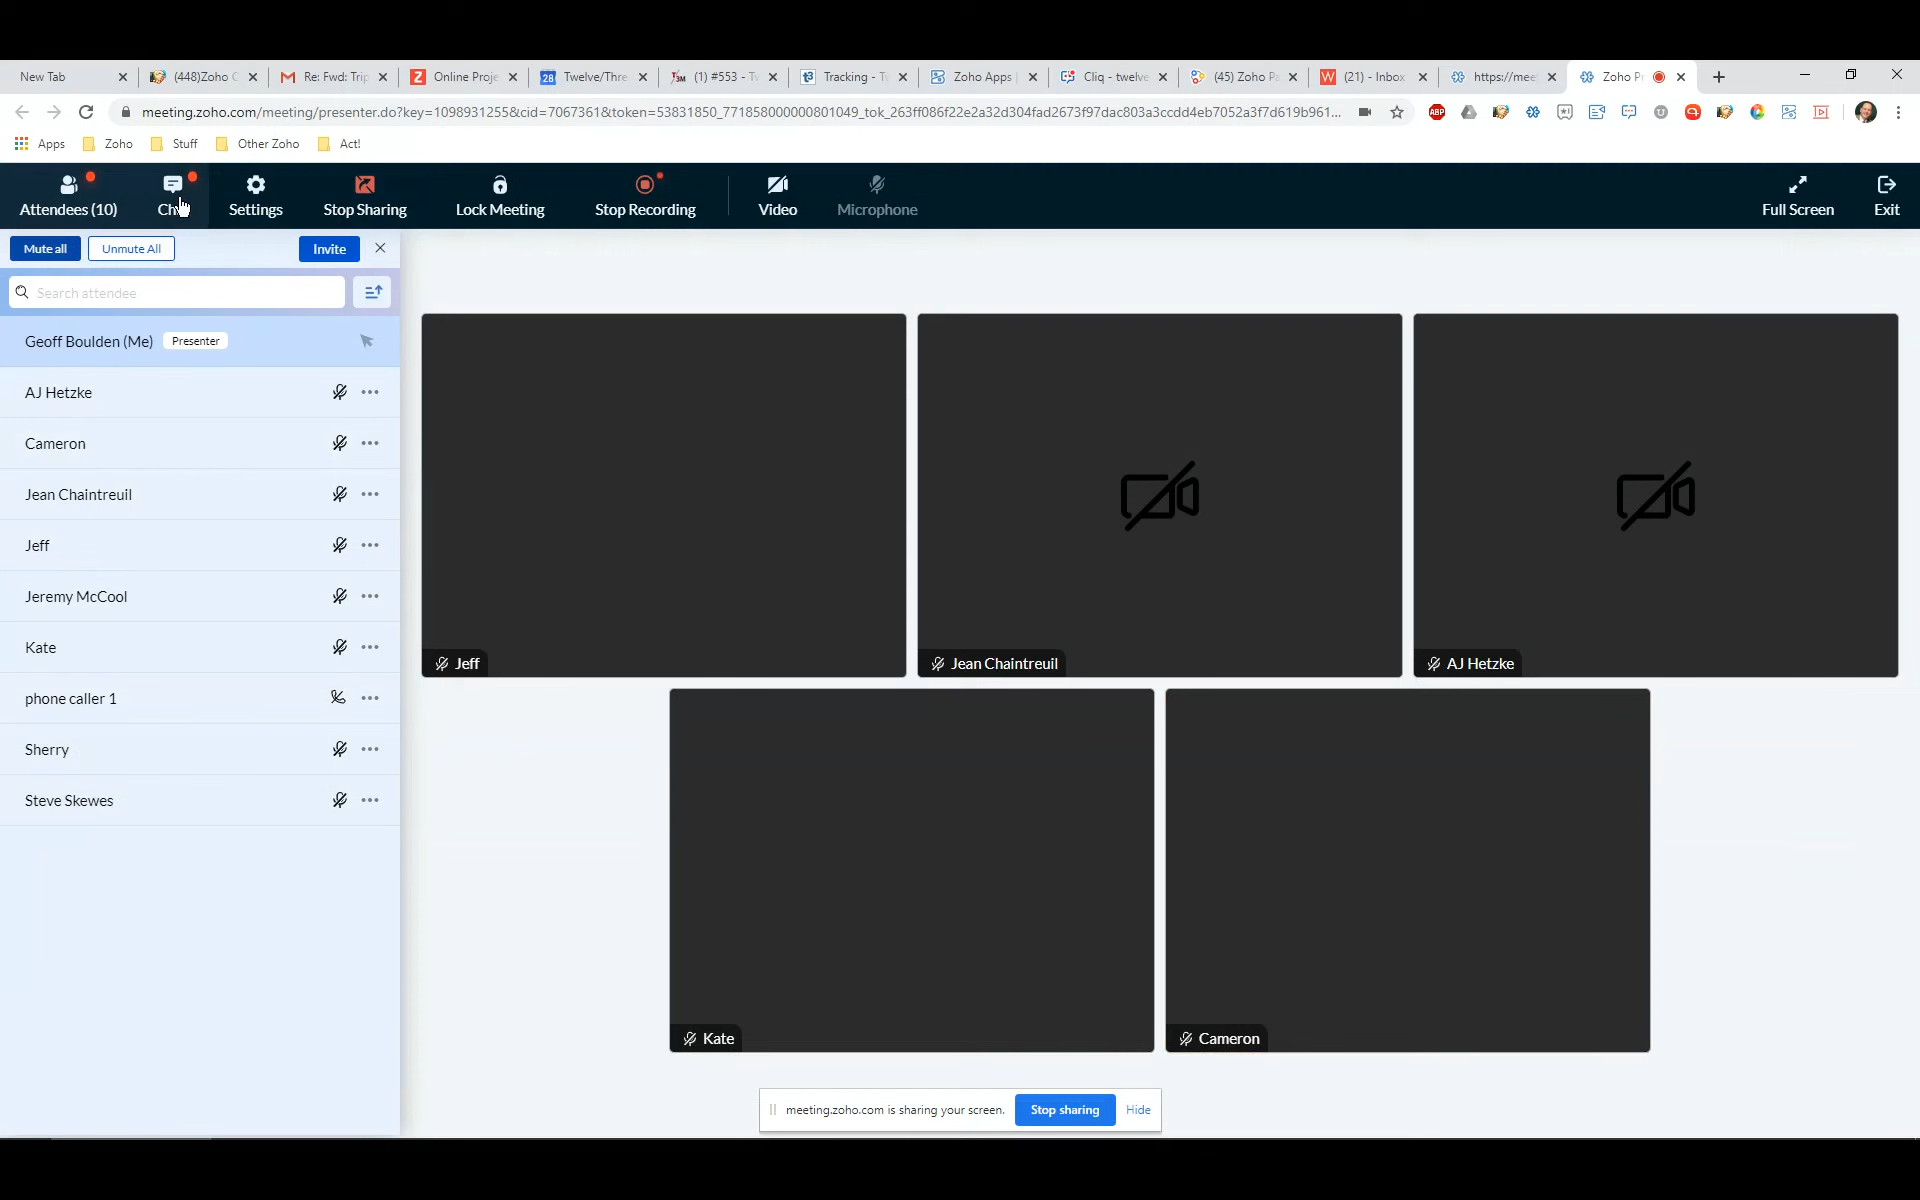 New Tab
(448)Zoho C
Re: Fwd: Trip
Online Proje
Twelve/Thre
(1) #553 - Tw
Tracking - Tw
Zoho Apps
Cliq - twelve
(45) Zoho Pa
(21) - Inbox
https://mee
Zoho Pr
meeting.zoho.com/meeting/presenter.do?key=1098931255&cid=7067361&token=53831850_771858000000801049_tok_263ff086f22e2a32d304fad2673f97dac803a3ccdd4eb7052a3f7d619b961...
ABP
Apps
Zoho
Stuff
Other Zoho
Act!
Attendees (10)
Settings
Stop Sharing
Lock Meeting
Stop Recording
Video
Microphone
Full Screen
Exit
Mute all
Unmute All
Invite
Search attendee
Geoff Boulden (Me) Presenter
AJ Hetzke
Cameron
Jean Chaintreuil
Jeff
Jeremy McCool
Kate
phone caller 1
Sherry
Steve Skewes
Jeff
Jean Chaintreuil
AJ Hetzke
Kate
Cameron
meeting.zoho.com is sharing your screen.
Stop sharing
Hide